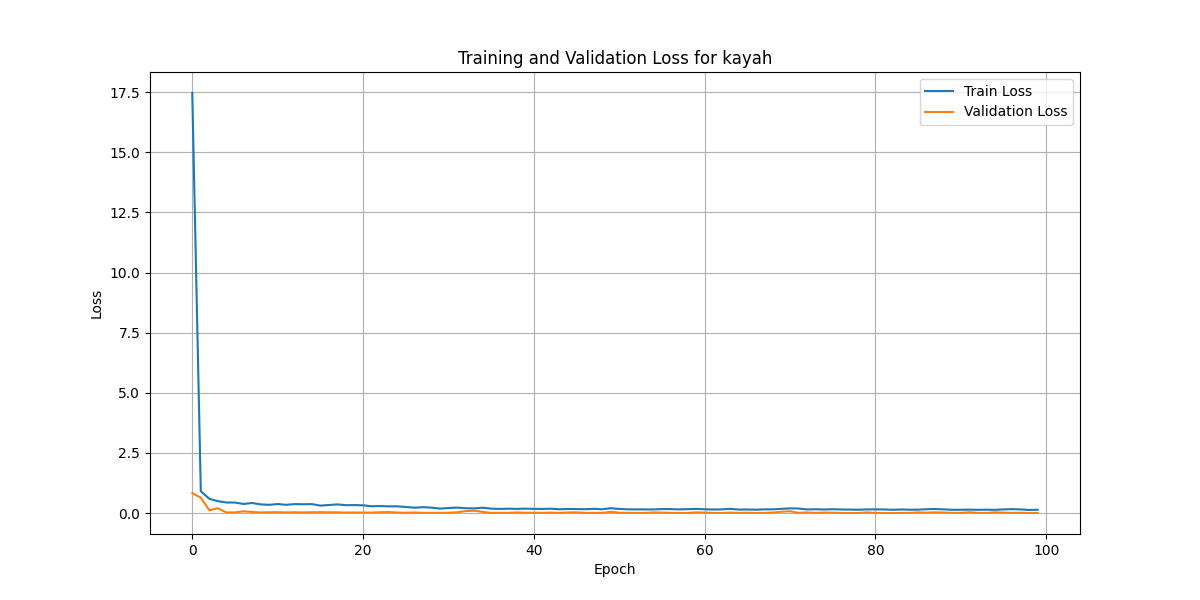 Training and Validation Loss for kayah
Train Loss
Validation Loss
17.5
15.0
12.5
10.0
7.5
5.0
2.5
0.0
Loss
0 20 40 60 80 100
Epoch